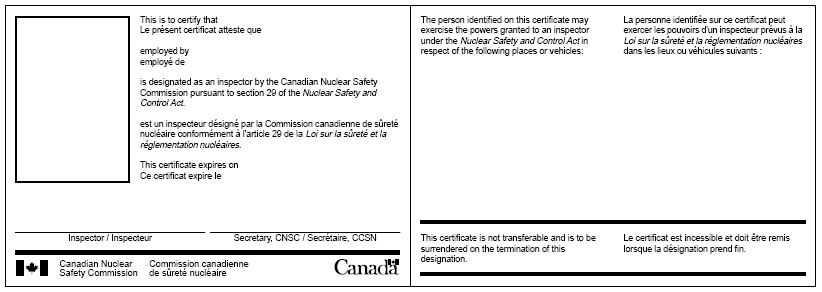 This is to certify that
Le présent certificat atteste que
employed by
employé de
is designated as an inspector by the Canadian Nuclear Safety
Commission pursuant to section 29 of the Nuclear Safety and
Control Act.
est un inspecteur désigné par la Commission canadienne de sûreté
nucléaire conformément à l'article 29 de la Loi sur la sûreté et la
réglementation nucléaires.
This certificate expires on
Ce certificat expire le
Inspector / Inspecteur
Secretary, CNSC / Secrétaire, CCSN
Canadian Nuclear
Safety Commission
Commission canadienne
de sûreté nucléaire
Canada
The person identified on this certificate may
exercise the powers granted to an inspector
under the Nuclear Safety and Control Act in
respect of the following places or vehicles:
La personne identifiée sur ce certificat peut
exercer les pouvoirs d'un inspecteur prévus à la
Loi sur la sûreté et la réglementation nucléaires
dans les lieux ou véhicules suivants :
This certificate is not transferable and is to be
surrendered on the termination of this
designation.
Le certificat est incessible et doit être remis
lorsque la désignation prend fin.